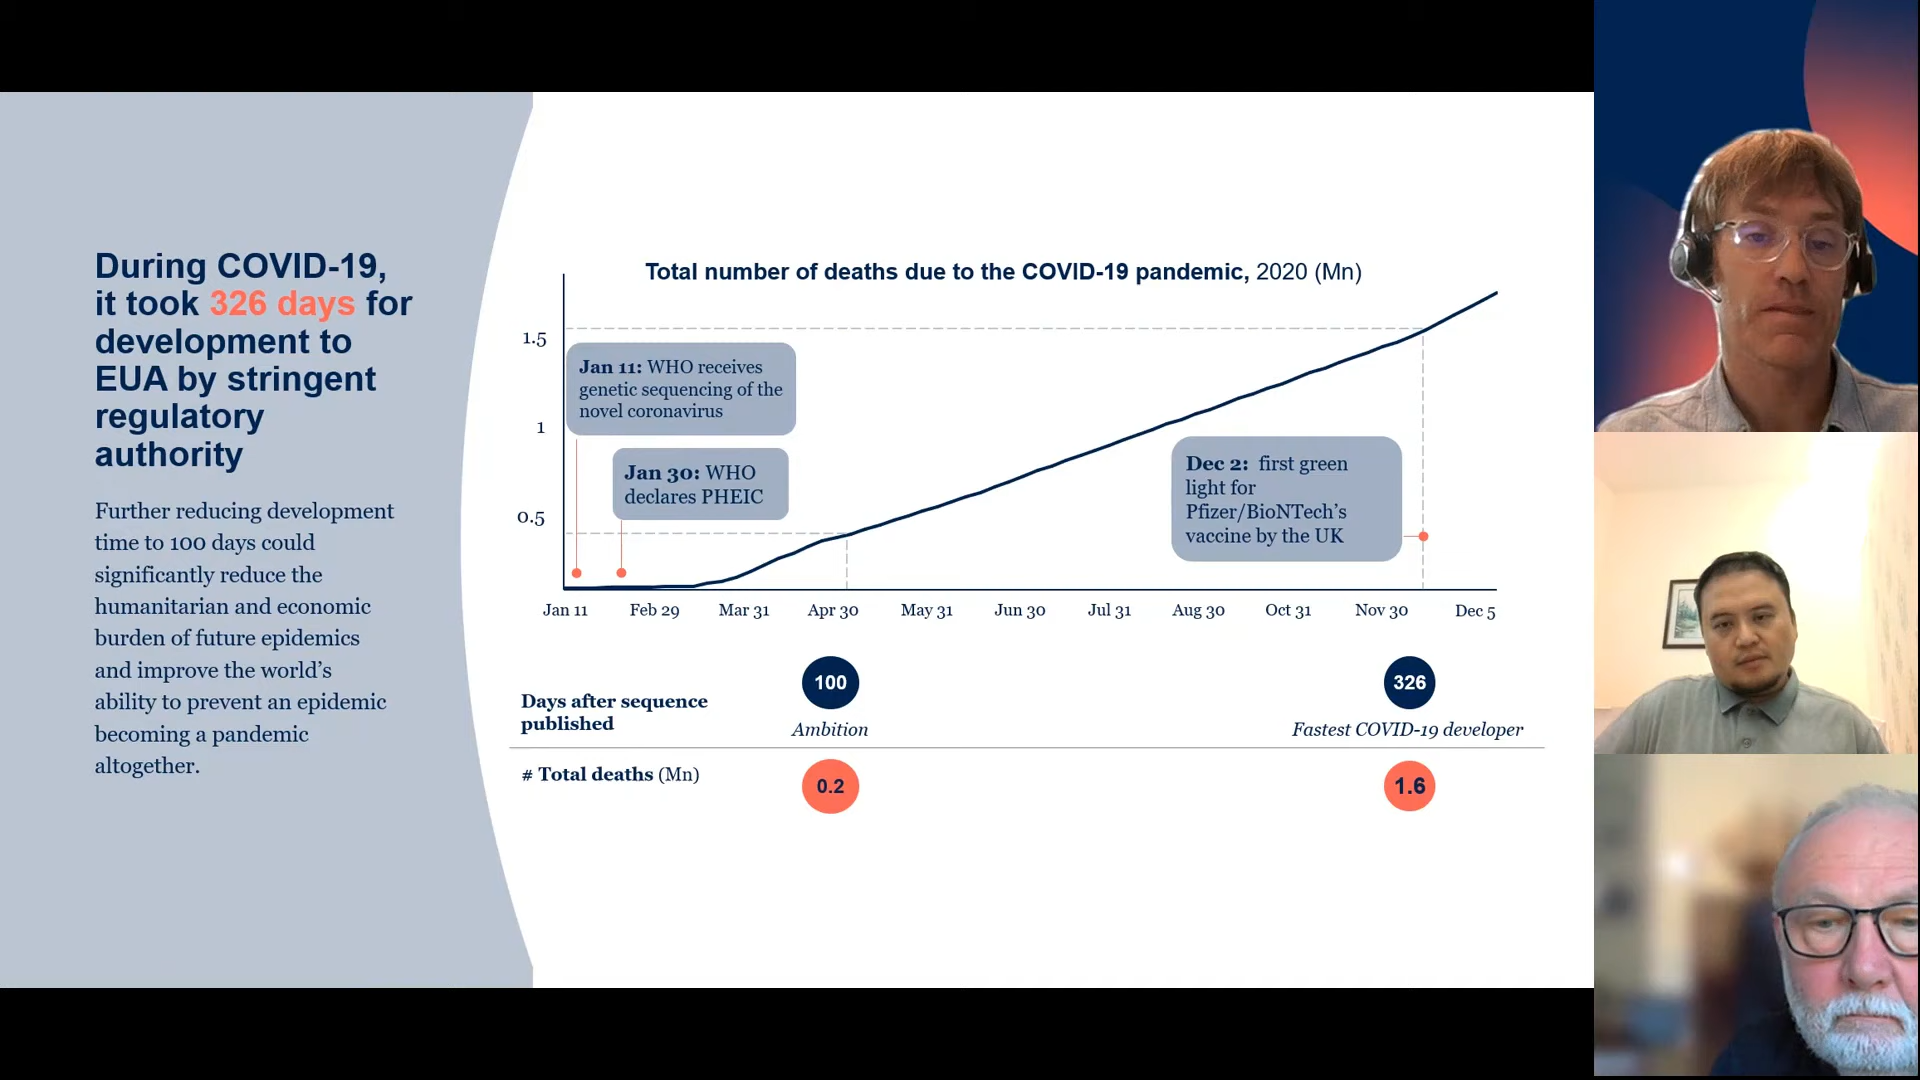 During COVID-19,
it took 326 days for
development to
EUA by stringent
regulatory
authority
Further reducing development
time to 100 days could
significantly reduce the
humanitarian and economic
burden of future epidemics
and improve the world's
ability to prevent an epidemic
becoming a pandemic
altogether.
Total number of deaths due to the COVID-19 pandemic, 2020 (Mn)
1.5
1
0.5
Jan 11: WHO receives
genetic sequencing of the
novel coronavirus
Jan 30: WHO
declares PHEIC
Dec 2:  first green
light for
Pfizer/BioNTech's
vaccine by the UK
Jan 11 Feb 29 Mar 31 Apr 30 May 31 Jun 30 Jul 31 Aug 30 Oct 31 Nov 30 Dec 5
Days after sequence
published
100
Ambition
326
Fastest COVID-19 developer
# Total deaths (Mn)
0.2
1.6